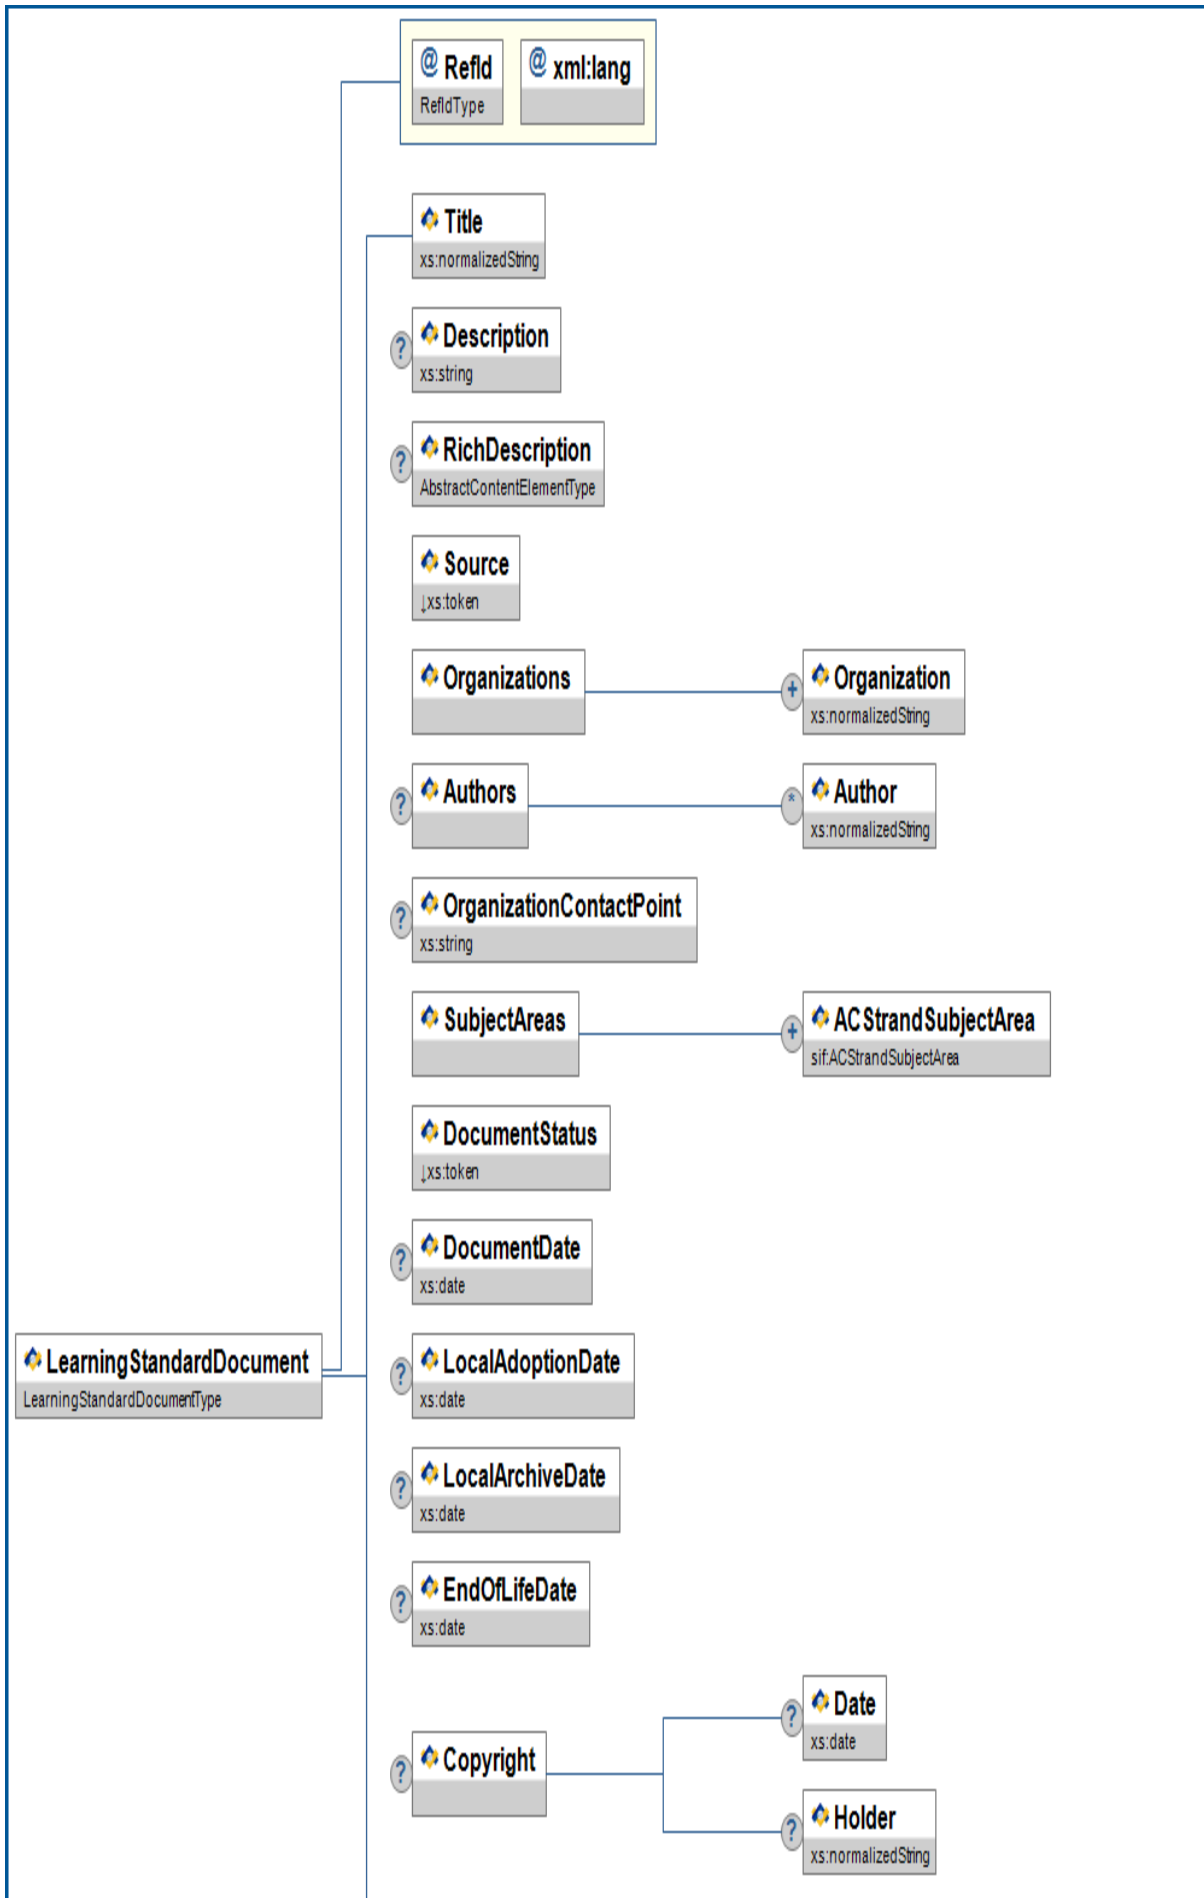 @ RefId
RefIdType
@ xml:lang
Title
xs:normalizedString
? Description
xs:string
? RichDescription
AbstractContentElementType
Source
↓xs:token
Organizations
+ Organization
xs:normalizedString
? Authors
* Author
xs:normalizedString
? OrganizationContactPoint
xs:string
SubjectAreas
+ ACStrandSubjectArea
sif:ACStrandSubjectArea
DocumentStatus
↓xs:token
? DocumentDate
xs:date
LearningStandardDocument
LearningStandardDocumentType
? LocalAdoptionDate
xs:date
? LocalArchiveDate
xs:date
? EndOfLifeDate
xs:date
? Copyright
? Date
xs:date
? Holder
xs:normalizedString